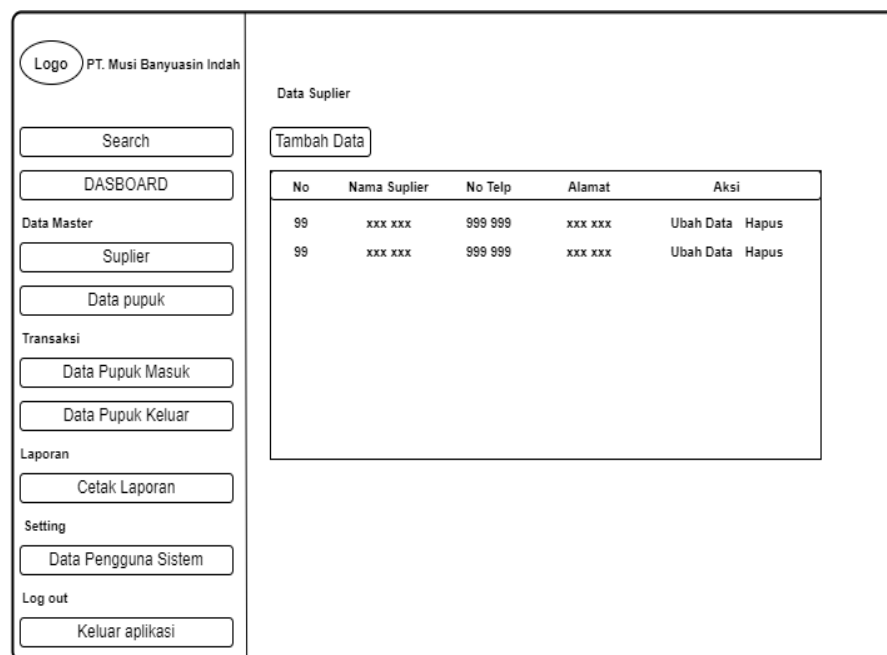 Logo
PT. Musi Banyuasin Indah
Search
DASBOARD
Data Master
Suplier
Data pupuk
Transaksi
Data Pupuk Masuk
Data Pupuk Keluar
Laporan
Cetak Laporan
Setting
Data Pengguna Sistem
Log out
Keluar aplikasi
Data Suplier
Tambah Data
No Nama Suplier No Telp Alamat Aksi
99 xxx xxx 999 999 xxx xxx Ubah Data Hapus
99 xxx xxx 999 999 xxx xxx Ubah Data Hapus